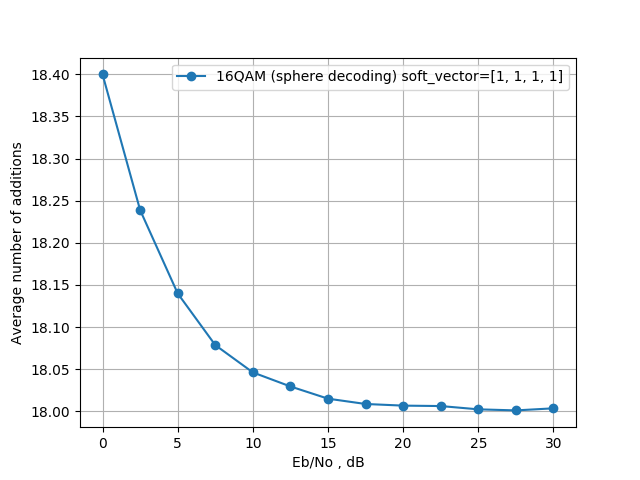 16QAM (sphere decoding) soft_vector=[1, 1, 1, 1]
Average number of additions
18.40
18.35
18.30
18.25
18.20
18.15
18.10
18.05
18.00
0 5 10 15 20 25 30
Eb/No , dB